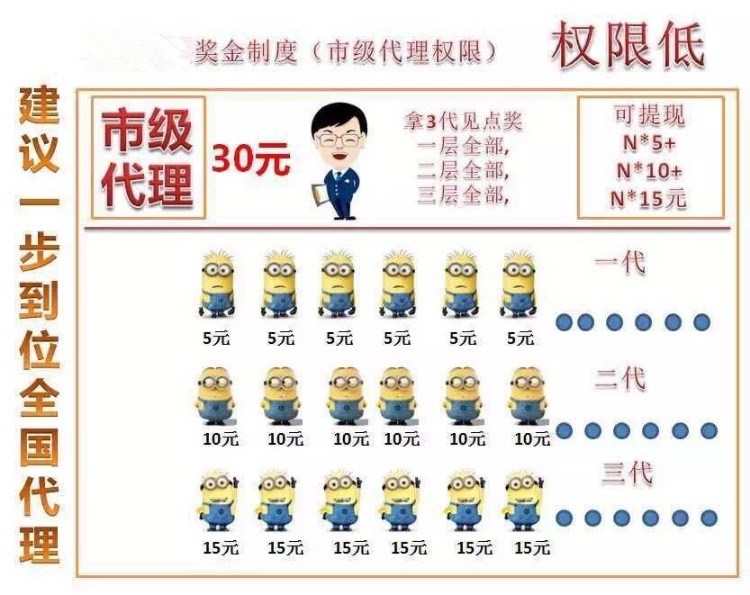 奖金制度（市级代理权限）
权限低
建议一步到位全国代理
市级
代理
30元
拿3代见点奖
一层全部,
二层全部,
三层全部,
可提现
N*5+
N*10+
N*15元
一代
5元 5元 5元 5元 5元 5元
二代
10元 10元 10元 10元 10元 10元
三代
15元 15元 15元 15元 15元 15元